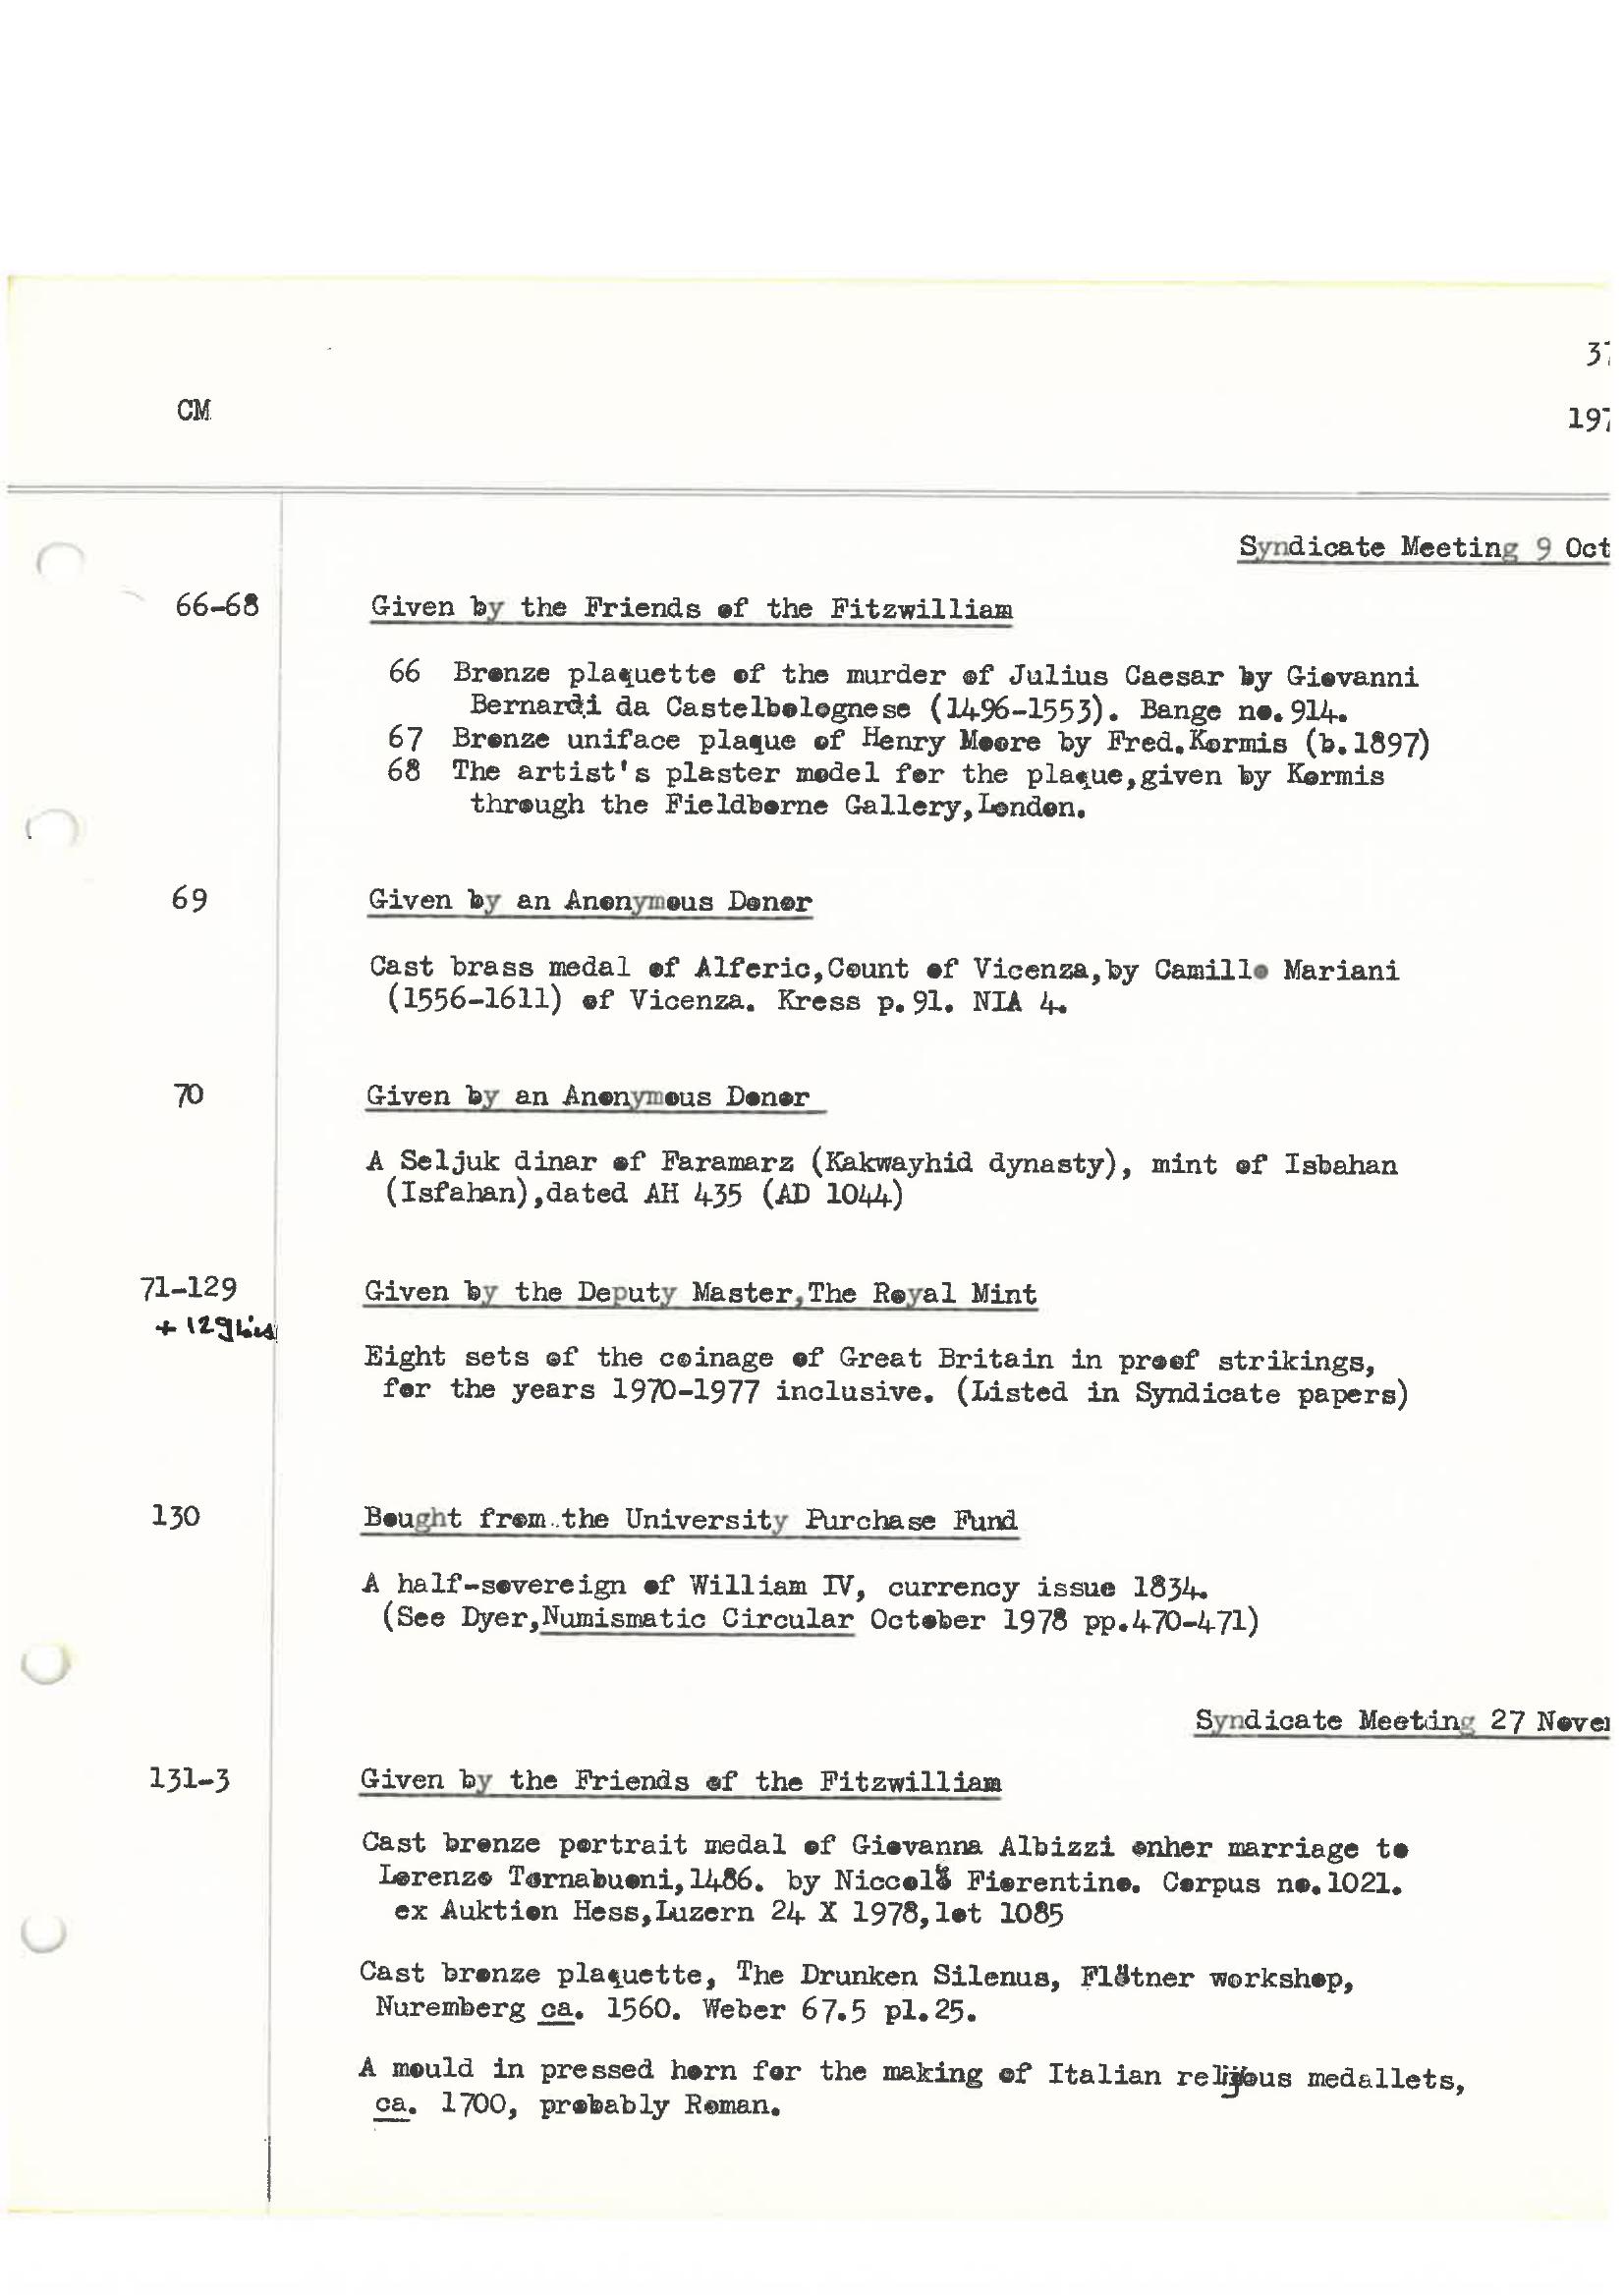 37
CM
197
Syndicate Meeting 9 Oct
66-68 Given by the Friends of the Fitzwilliam
66 Bronze plaquette of the murder of Julius Caesar by Giovanni
Bernardi da Castelbolognese (1496-1553). Bange no.914.
67 Bronze uniface plaque of Henry Moore by Fred.Kormis (b.1897)
68 The artist's plaster model for the plaque,given by Kormis
through the Fieldborne Gallery,London.
69 Given by an Anonymous Donor
Cast brass medal of Alferic,Count of Vicenza,by Camillo Mariani
(1556-1611) of Vicenza. Kress p.91. NIA 4.
70 Given by an Anonymous Donor
A Seljuk dinar of Faramarz (Kakwayhid dynasty), mint of Isbahan
(Isfahan),dated AH 435 (AD 1044)
71-129 Given by the Deputy Master,The Royal Mint
+ 129bis
Eight sets of the coinage of Great Britain in proof strikings,
for the years 1970-1977 inclusive. (Listed in Syndicate papers)
130 Bought from the University Purchase Fund
A half-sovereign of William IV, currency issue 1834.
(See Dyer,Numismatic Circular October 1978 pp.470-471)
Syndicate Meeting 27 Nove
131-3 Given by the Friends of the Fitzwilliam
Cast bronze portrait medal of Giovanna Albizzi onher marriage to
Lorenzo Tornabuoni,1486. by Niccolò Fiorentino. Corpus no.1021.
ex Auktion Hess,Luzern 24 X 1978,lot 1085
Cast bronze plaquette, The Drunken Silenus, Flötner workshop,
Nuremberg ca. 1560. Weber 67.5 pl.25.
A mould in pressed horn for the making of Italian religious medallets,
ca. 1700, probably Roman.